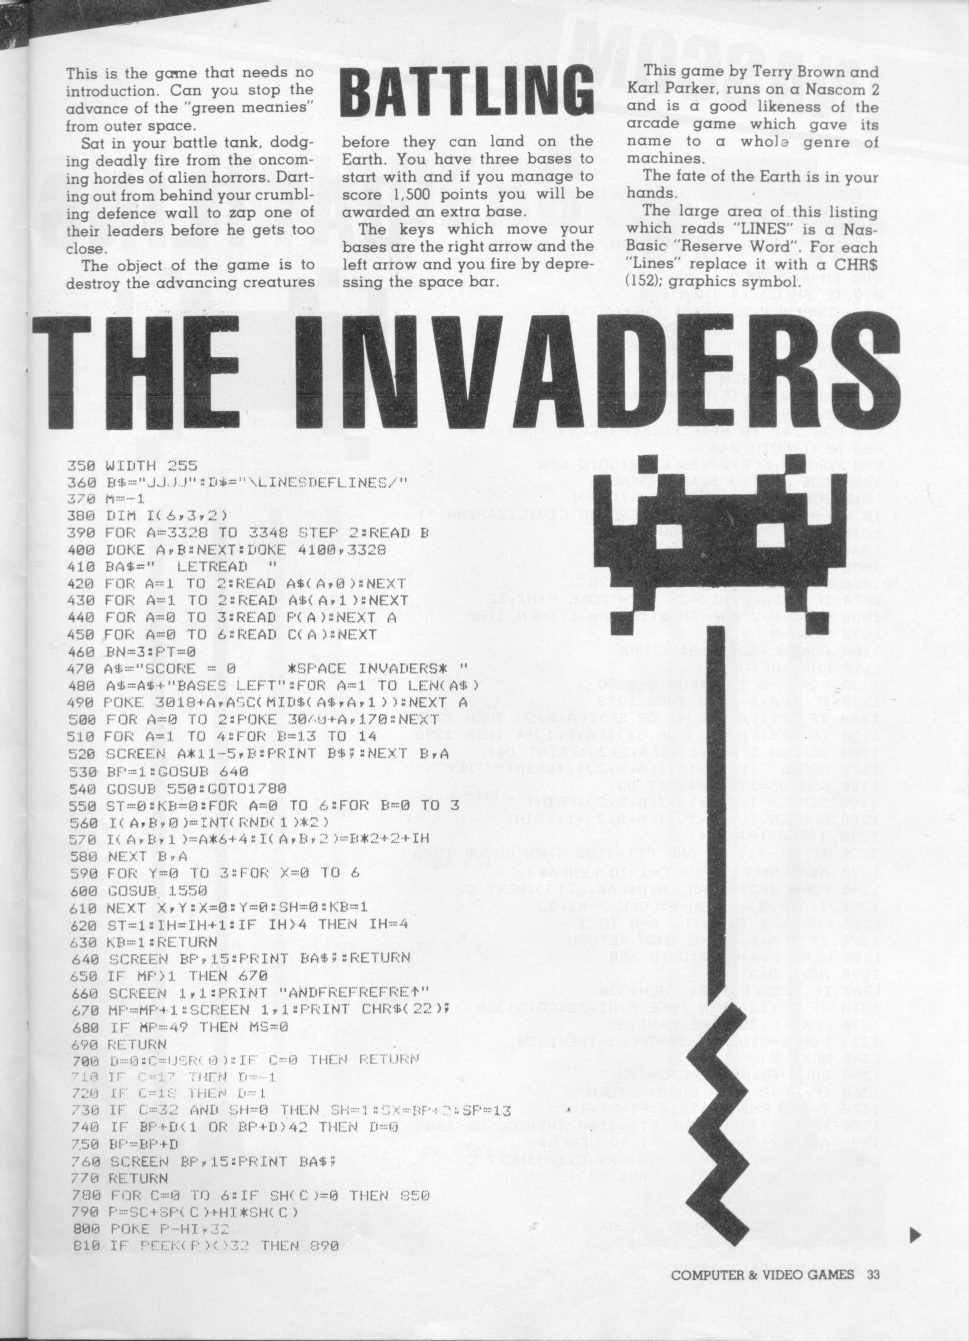 This is the game that needs no
introduction. Can you stop the
advance of the "green meanies"
from outer space.
Sat in your battle tank, dodg-
ing deadly fire from the oncom-
ing hordes of alien horrors. Dart-
ing out from behind your crumbl-
ing defence wall to zap one of
their leaders before he gets too
close.
The object of the game is to
destroy the advancing creatures
BATTLING
before they can land on the
Earth. You have three bases to
start with and if you manage to
score 1,500 points you will be
awarded an extra base.
The keys which move your
bases are the right arrow and the
left arrow and you fire by depre-
ssing the space bar.
This game by Terry Brown and
Karl Parker, runs on a Nascom 2
and is a good likeness of the
arcade game which gave its
name to a whole genre of
machines.
The fate of the Earth is in your
hands.
The large area of this listing
which reads "LINES" is a Nas-
Basic "Reserve Word". For each
"Lines" replace it with a CHR$
(152); graphics symbol.
THE INVADERS
350 WIDTH 255
360 B$="JJJJ":D$="\LINESDEFLINES/"
370 M=-1
380 DIM I(6,3,2)
390 FOR A=3328 TO 3348 STEP 2:READ B
400 DOKE A,B:NEXT:DOKE 4100,3328
410 BA$="  LETREAD  "
420 FOR A=1 TO 2:READ A$(A,0):NEXT
430 FOR A=1 TO 2:READ A$(A,1):NEXT
440 FOR A=0 TO 3:READ P(A):NEXT A
450 FOR A=0 TO 6:READ C(A):NEXT
460 BN=3:PT=0
470 A$="SCORE = 0     *SPACE INVADERS* "
480 A$=A$+"BASES LEFT":FOR A=1 TO LEN(A$)
490 POKE 3018+A,ASC(MID$(A$,A,1)):NEXT A
500 FOR A=0 TO 2:POKE 3060+A,170:NEXT
510 FOR A=1 TO 4:FOR B=13 TO 14
520 SCREEN A*11-5,B:PRINT B$;:NEXT B,A
530 BP=1:GOSUB 640
540 GOSUB 550:GOTO1780
550 ST=0:KB=0:FOR A=0 TO 6:FOR B=0 TO 3
560 I(A,B,0)=INT(RND(1)*2)
570 I(A,B,1)=A*6+4:I(A,B,2)=B*2+2+IH
580 NEXT B,A
590 FOR Y=0 TO 3:FOR X=0 TO 6
600 GOSUB 1550
610 NEXT X,Y:X=0:Y=0:SH=0:KB=1
620 ST=1:IH=IH+1:IF IH>4 THEN IH=4
630 KB=1:RETURN
640 SCREEN BP,15:PRINT BA$;:RETURN
650 IF MP>1 THEN 670
660 SCREEN 1,1:PRINT "ANDFREFREFRE↑"
670 MP=MP+1:SCREEN 1,1:PRINT CHR$(22);
680 IF MP=49 THEN MS=0
690 RETURN
700 D=0:C=USR(0):IF C=0 THEN RETURN
710 IF C=17 THEN D=-1
720 IF C=18 THEN D=1
730 IF C=32 AND SH=0 THEN SH=1:SX=BP+2:SP=13
740 IF BP+D<1 OR BP+D>42 THEN D=0
750 BP=BP+D
760 SCREEN BP,15:PRINT BA$;
770 RETURN
780 FOR C=0 TO 6:IF SH(C)=0 THEN 850
790 P=SC+SP(C)+HI*SH(C)
800 POKE P-HI,32
810 IF PEEK(P)<>32 THEN 890
COMPUTER & VIDEO GAMES 33